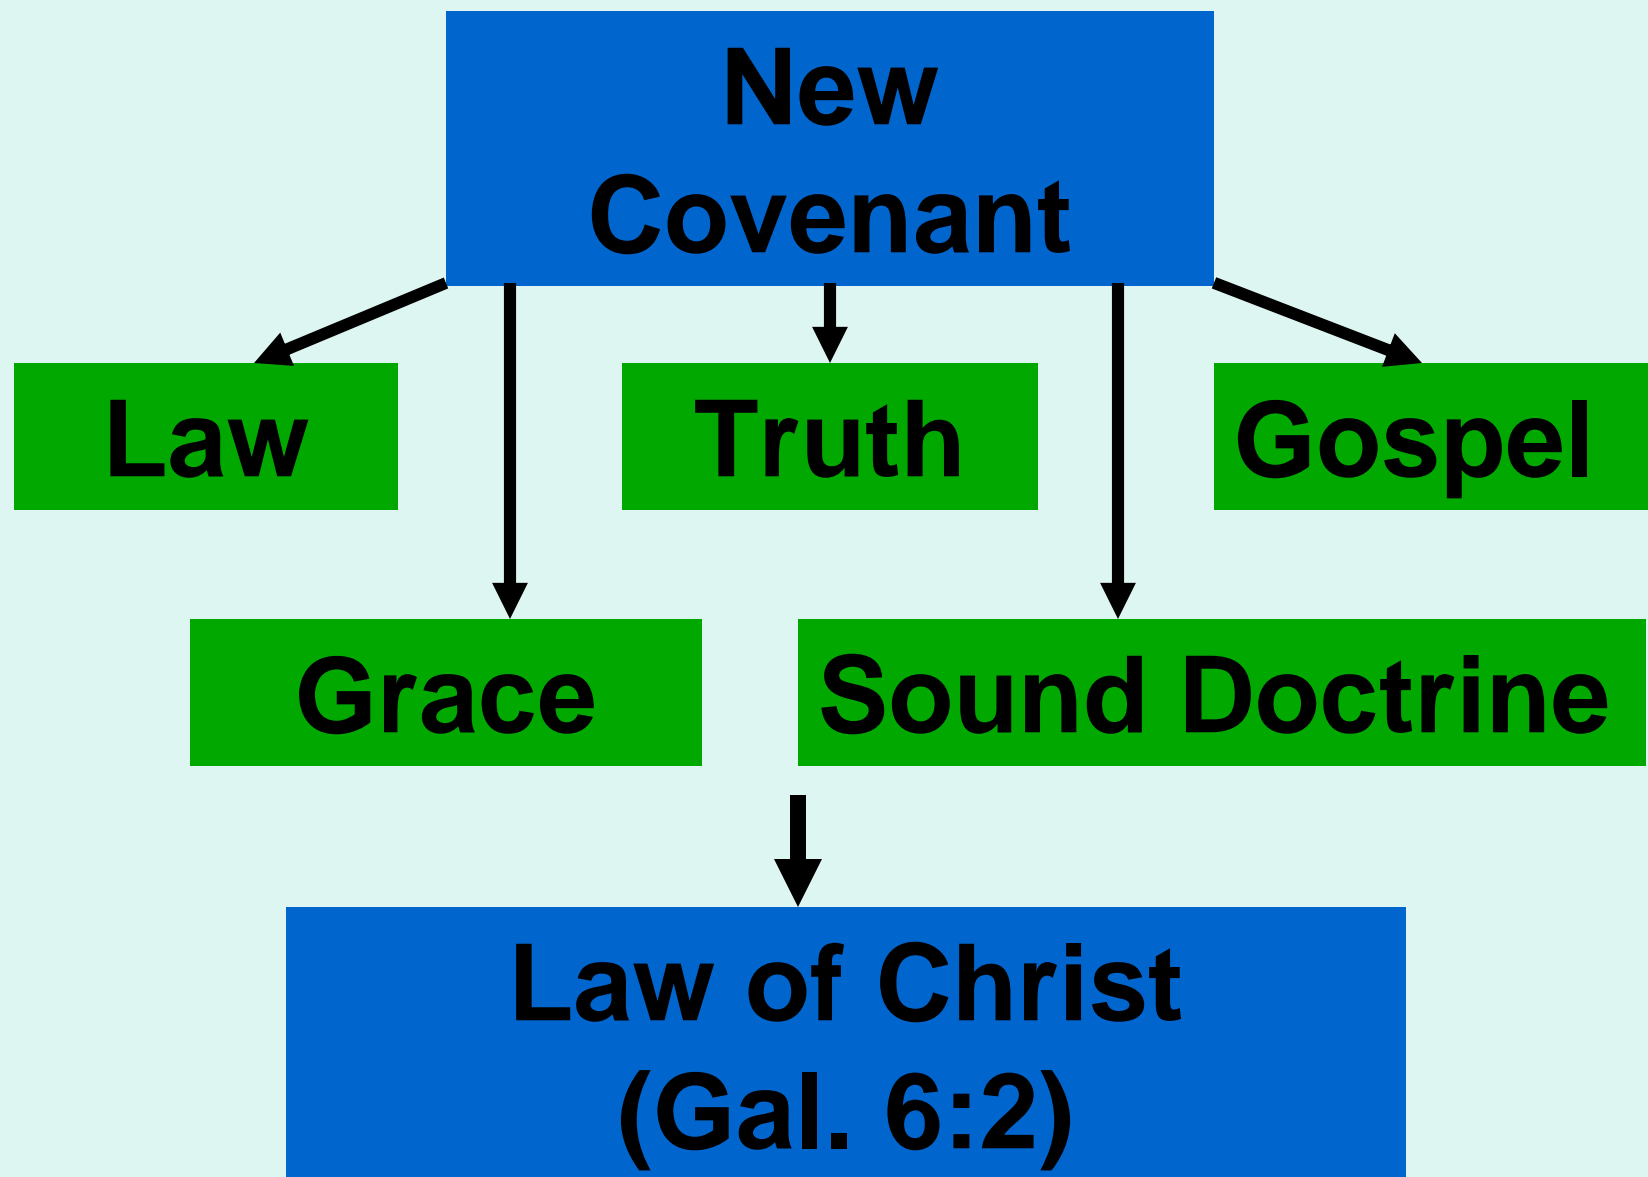 New
Covenant
Law
Truth
Gospel
Grace
Sound Doctrine
Law of Christ
(Gal. 6:2)